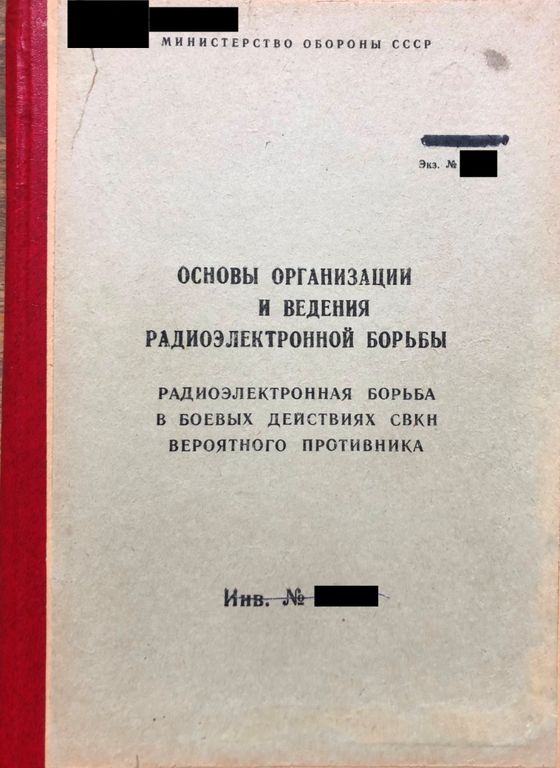 МИНИСТЕРСТВО ОБОРОНЫ СССР
Экз. №
ОСНОВЫ ОРГАНИЗАЦИИ
И ВЕДЕНИЯ
РАДИОЭЛЕКТРОННОЙ БОРЬБЫ
РАДИОЭЛЕКТРОННАЯ БОРЬБА
В БОЕВЫХ ДЕЙСТВИЯХ СВКН
ВЕРОЯТНОГО ПРОТИВНИКА
Инв. №